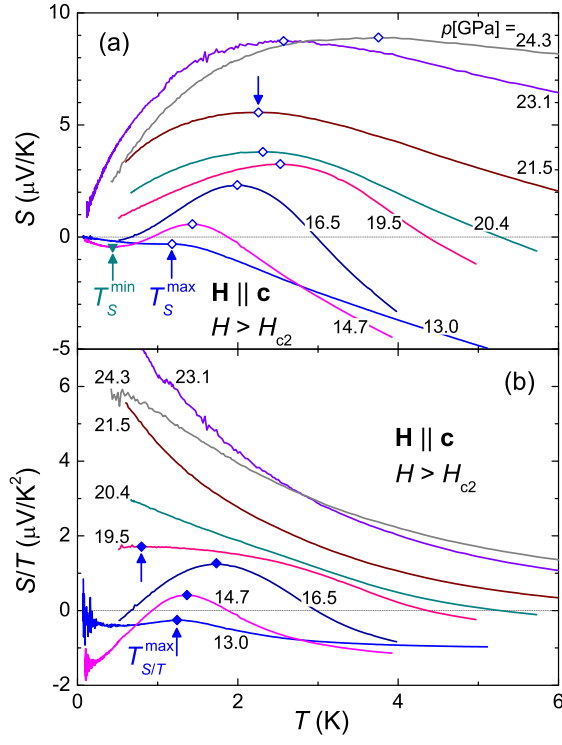 10
(a)
p[GPa] =
24.3
23.1
5
21.5
S (μV/K)
16.5
19.5
20.4
0
T_S^min
T_S^max
H || c
H > H_c2
14.7
13.0
-5
24.3
23.1
(b)
6
21.5
H || c
H > H_c2
4
20.4
S/T (μV/K²)
2
19.5
14.7
16.5
0
T_S/T^max
13.0
-2
0
2
4
6
T (K)